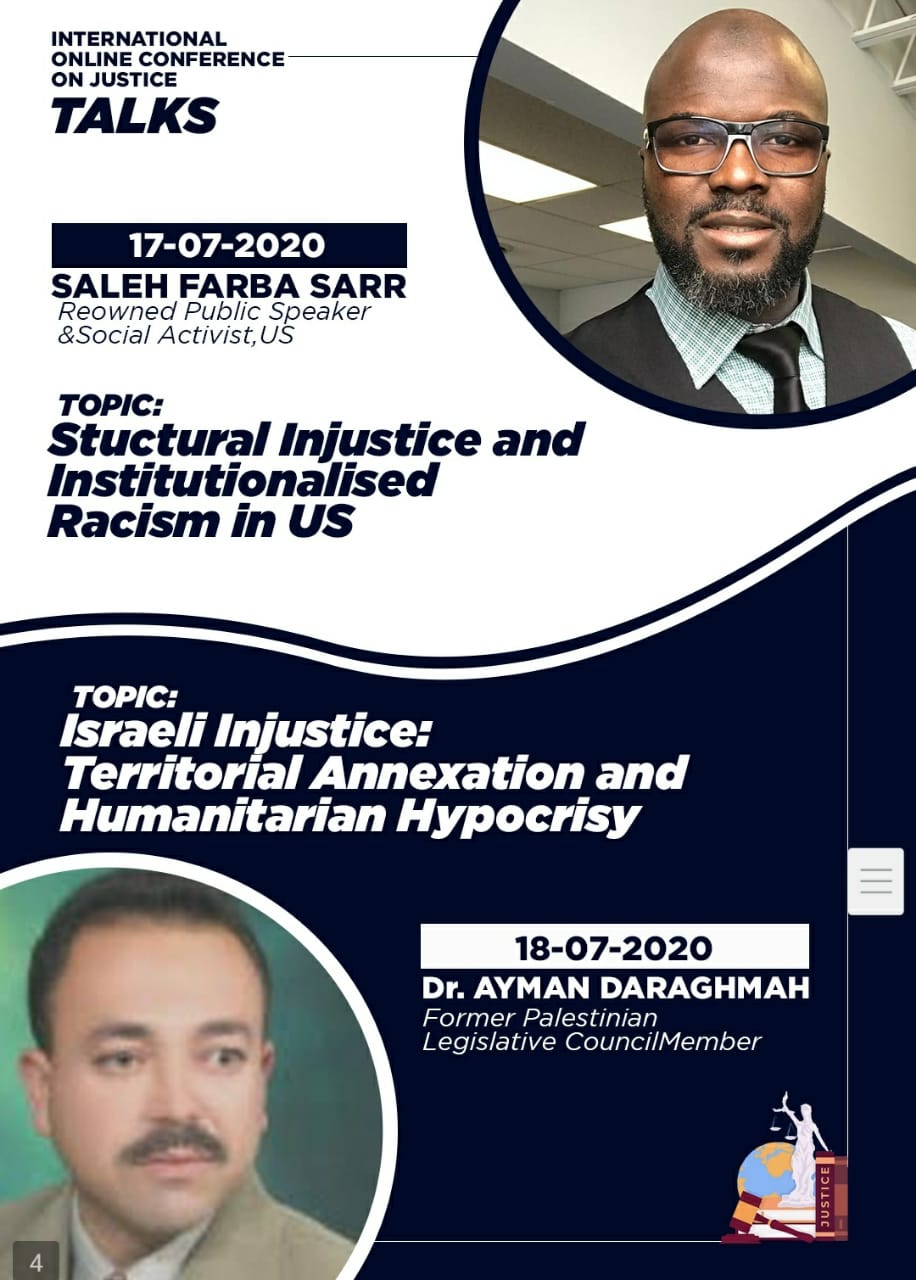 INTERNATIONAL
ONLINE CONFERENCE
ON JUSTICE
TALKS
17-07-2020
SALEH FARBA SARR
Reowned Public Speaker
&Social Activist,US
TOPIC:
Stuctural Injustice and
Institutionalised
Racism in US
TOPIC:
Israeli Injustice:
Territorial Annexation and
Humanitarian Hypocrisy
18-07-2020
Dr. AYMAN DARAGHMAH
Former Palestinian
Legislative CouncilMember
JUSTICE
4